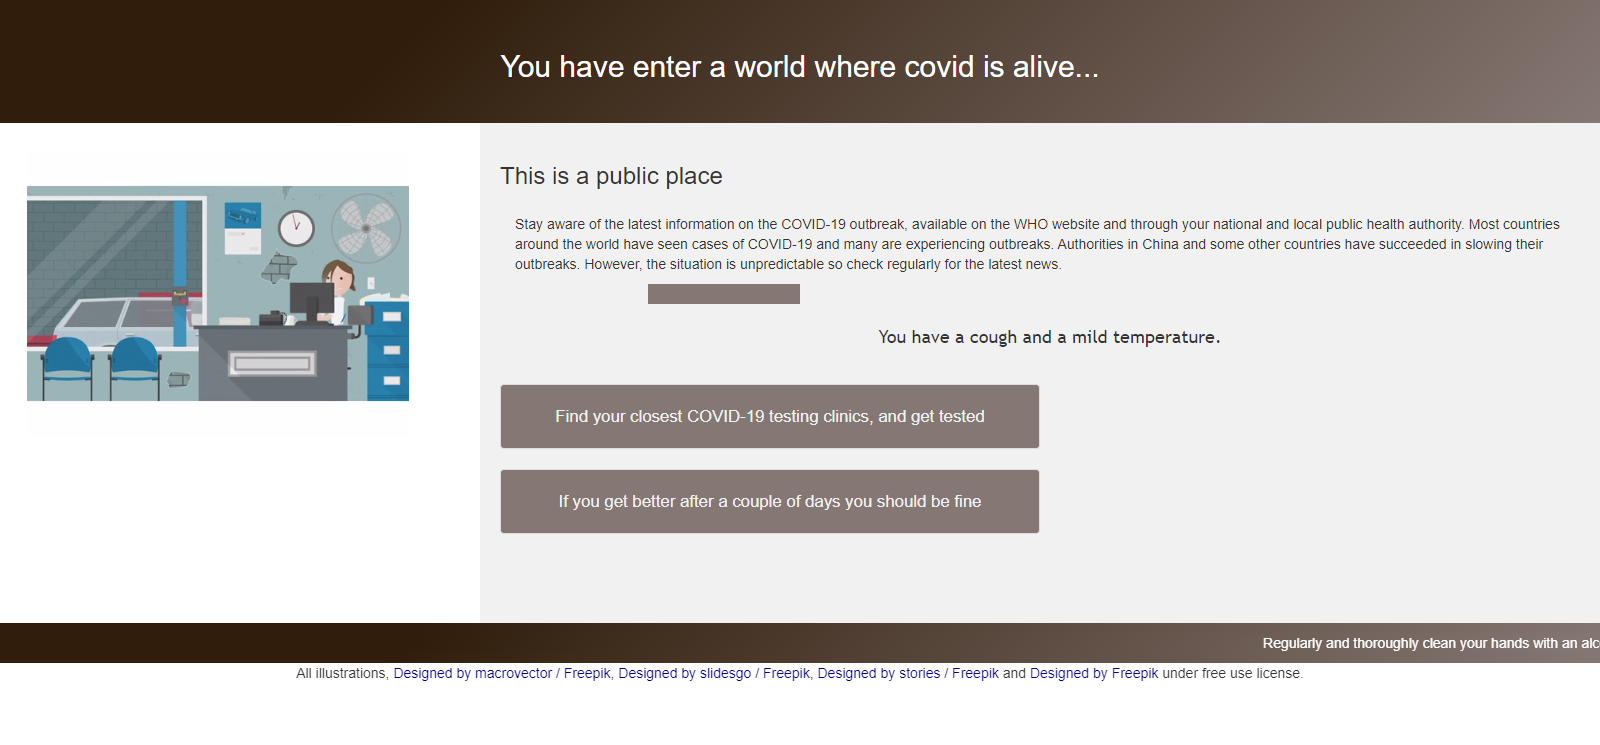 You have enter a world where covid is alive...
This is a public place
Stay aware of the latest information on the COVID-19 outbreak, available on the WHO website and through your national and local public health authority. Most countries
around the world have seen cases of COVID-19 and many are experiencing outbreaks. Authorities in China and some other countries have succeeded in slowing their
outbreaks. However, the situation is unpredictable so check regularly for the latest news.
You have a cough and a mild temperature.
Find your closest COVID-19 testing clinics, and get tested
If you get better after a couple of days you should be fine
Regularly and thoroughly clean your hands with an alc
All illustrations, Designed by macrovector / Freepik, Designed by slidesgo / Freepik, Designed by stories / Freepik and Designed by Freepik under free use license.